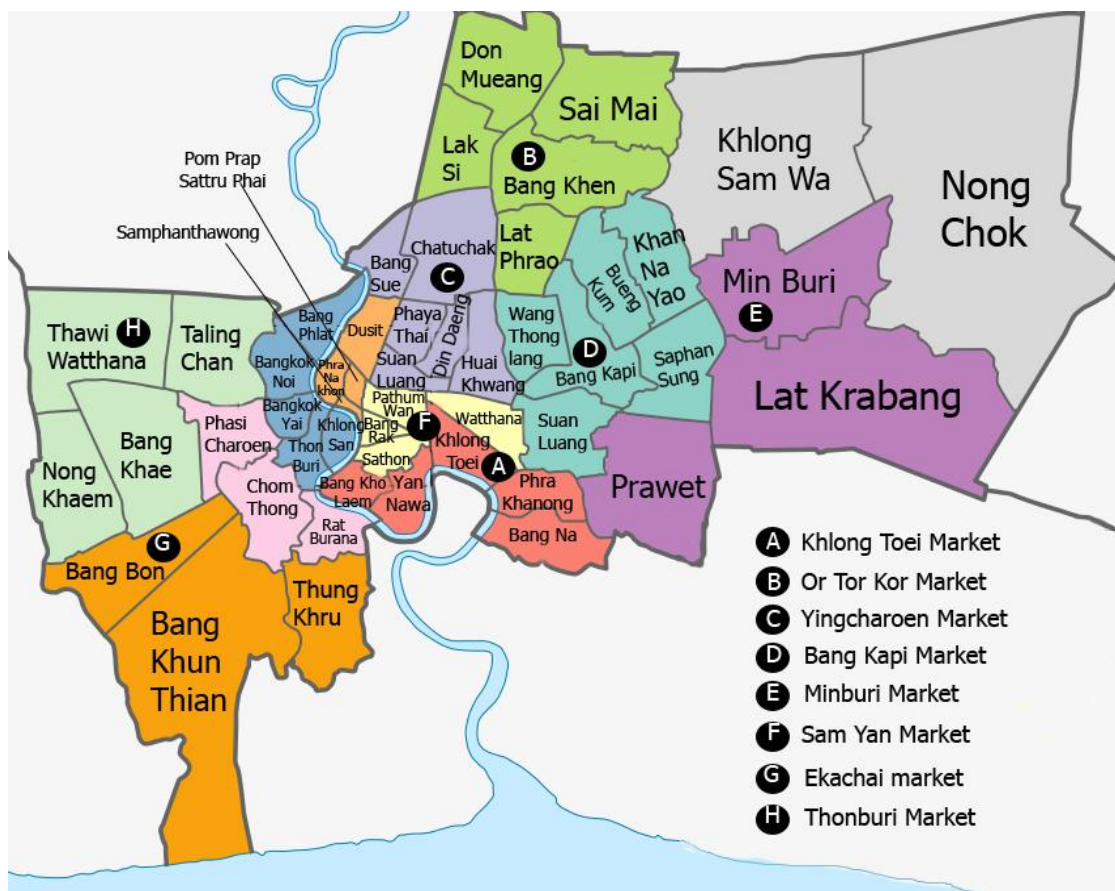 Don
Mueang
Sai Mai
Lak
Si
B
Bang Khen
Khlong
Sam Wa
Nong
Chok
Pom Prap
Sattru Phai
Samphanthawong
Chatuchak
C
Bang
Sue
Lat
Phrao
Khan
Na
Yao
Bueng
Kum
Min Buri
E
Thawi
Watthana
H
Taling
Chan
Bang
Phlat
Dusit
Phaya
Thai
Din Daeng
Wang
Thong
lang
D
Bang Kapi
Saphan
Sung
Bangkok
Noi
Phra
Na
khon
Suan
Luang
Huai
Khwang
Lat Krabang
Pathum
Wan
F
Watthana
Suan
Luang
Bangkok
Yai
Khlong
San
Bang
Rak
Khlong
Toei
A
Phasi
Charoen
Bang
Khae
Thon
Buri
Sathon
Nong
Khaem
Chom
Thong
Bang Kho
Laem
Yan
Nawa
Phra
Khanong
Prawet
Rat
Burana
Bang Na
G
Bang Bon
Thung
Khru
Bang
Khun
Thian
A Khlong Toei Market
B Or Tor Kor Market
C Yingcharoen Market
D Bang Kapi Market
E Minburi Market
F Sam Yan Market
G Ekachai market
H Thonburi Market